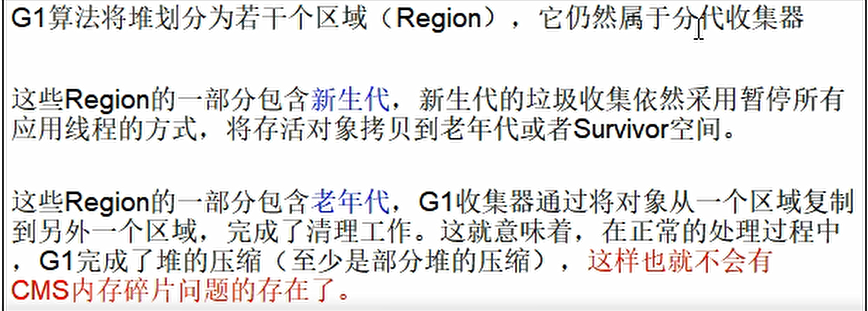 G1算法将堆划分为若干个区域（Region），它仍然属于分代收集器
这些Region的一部分包含新生代，新生代的垃圾收集依然采用暂停所有
应用线程的方式，将存活对象拷贝到老年代或者Survivor空间。
这些Region的一部分包含老年代，G1收集器通过将对象从一个区域复制
到另外一个区域，完成了清理工作。这就意味着，在正常的处理过程中
，G1完成了堆的压缩（至少是部分堆的压缩），这样也就不会有
CMS内存碎片问题的存在了。